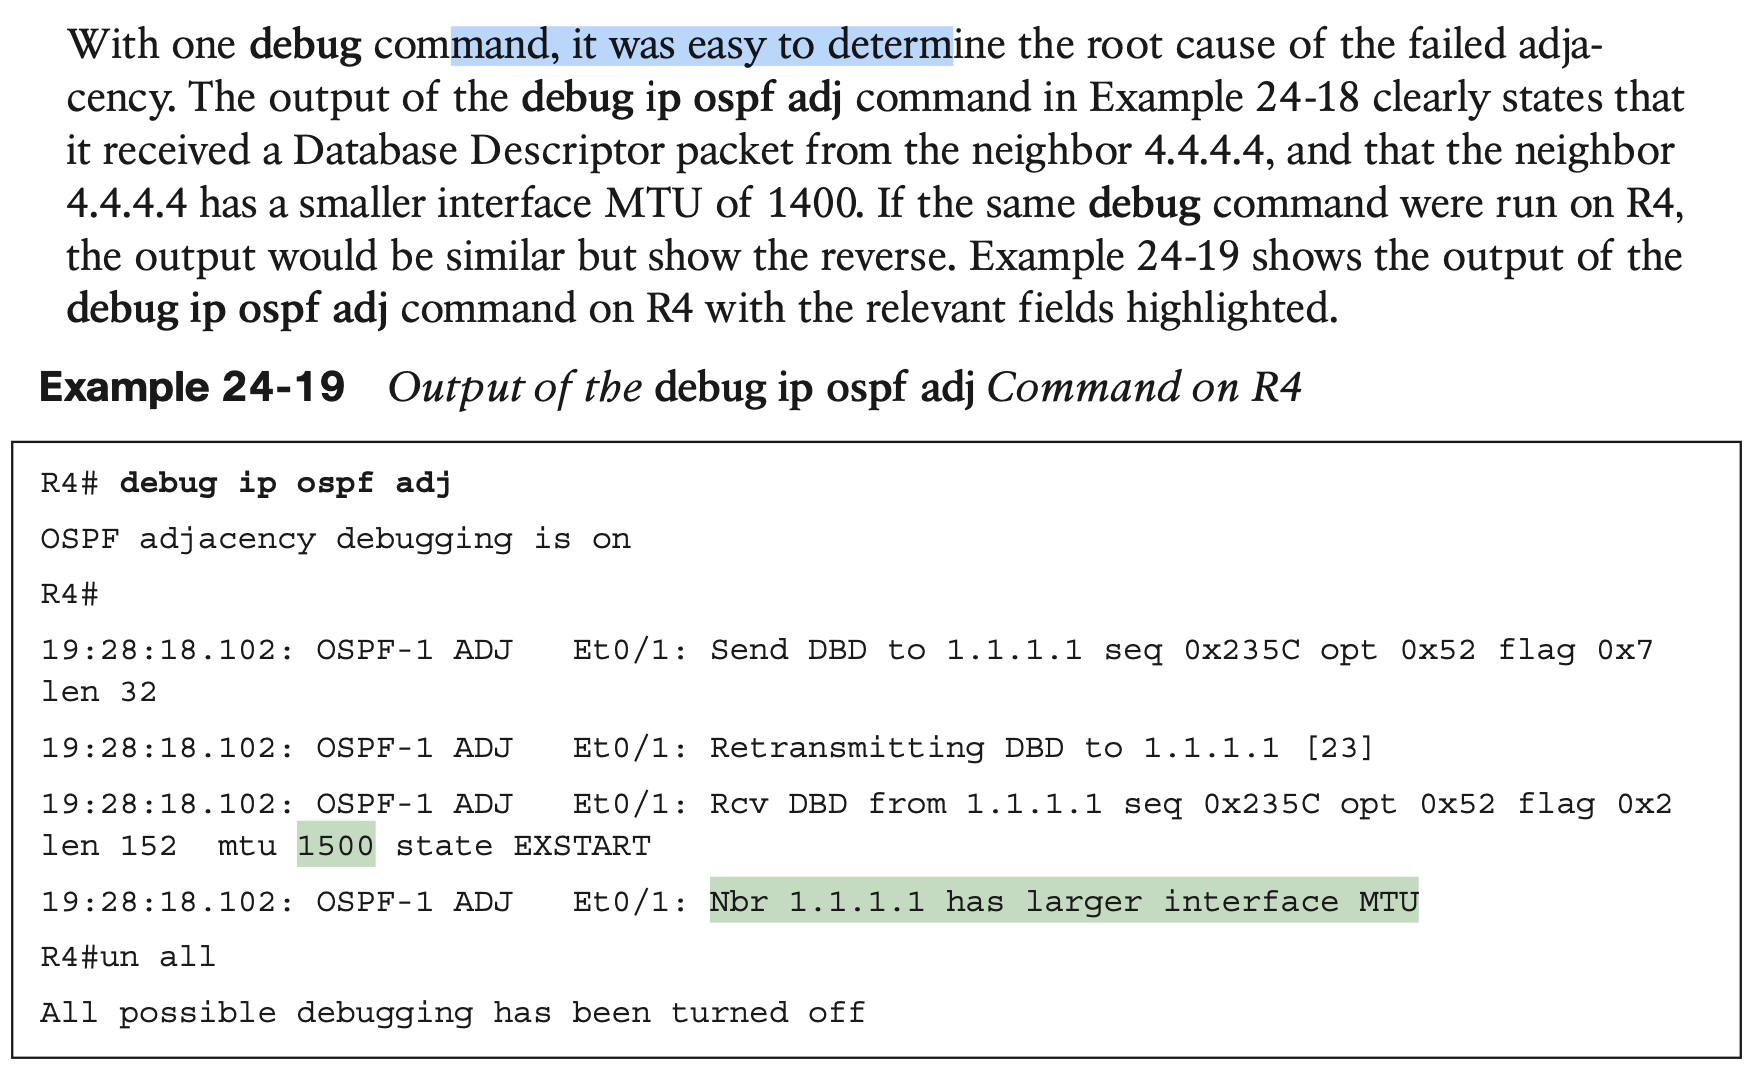 With one debug command, it was easy to determine the root cause of the failed adja-
cency. The output of the debug ip ospf adj command in Example 24-18 clearly states that
it received a Database Descriptor packet from the neighbor 4.4.4.4, and that the neighbor
4.4.4.4 has a smaller interface MTU of 1400. If the same debug command were run on R4,
the output would be similar but show the reverse. Example 24-19 shows the output of the
debug ip ospf adj command on R4 with the relevant fields highlighted.
Example 24-19 Output of the debug ip ospf adj Command on R4
R4# debug ip ospf adj
OSPF adjacency debugging is on
R4#
19:28:18.102: OSPF-1 ADJ   Et0/1: Send DBD to 1.1.1.1 seq 0x235C opt 0x52 flag 0x7
len 32
19:28:18.102: OSPF-1 ADJ   Et0/1: Retransmitting DBD to 1.1.1.1 [23]
19:28:18.102: OSPF-1 ADJ   Et0/1: Rcv DBD from 1.1.1.1 seq 0x235C opt 0x52 flag 0x2
len 152  mtu 1500 state EXSTART
19:28:18.102: OSPF-1 ADJ   Et0/1: Nbr 1.1.1.1 has larger interface MTU
R4#un all
All possible debugging has been turned off